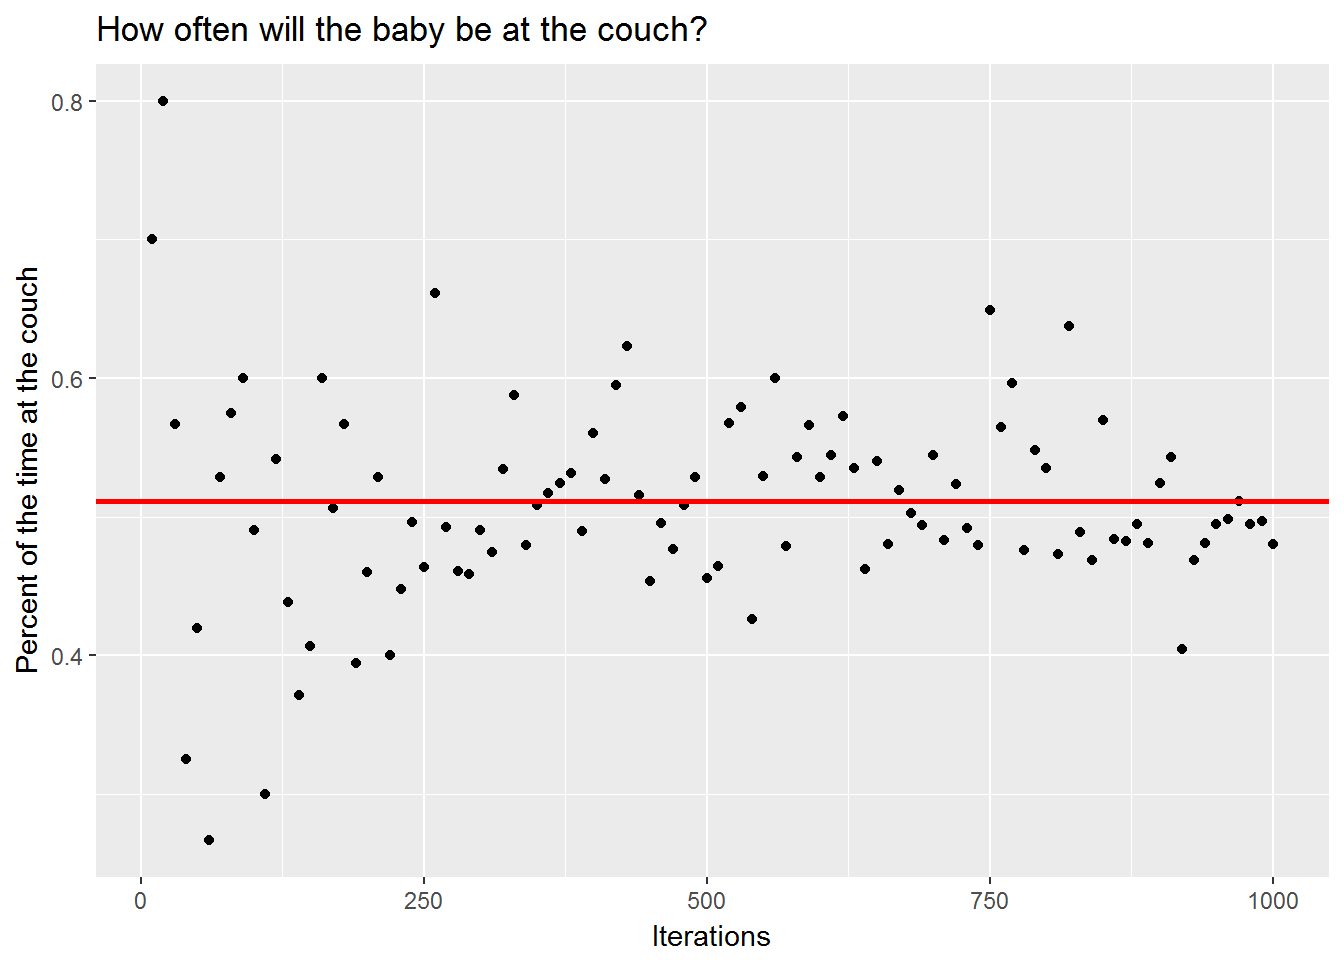 How often will the baby be at the couch?
Percent of the time at the couch
0.8
0.6
0.4
0
250
500
750
1000
Iterations